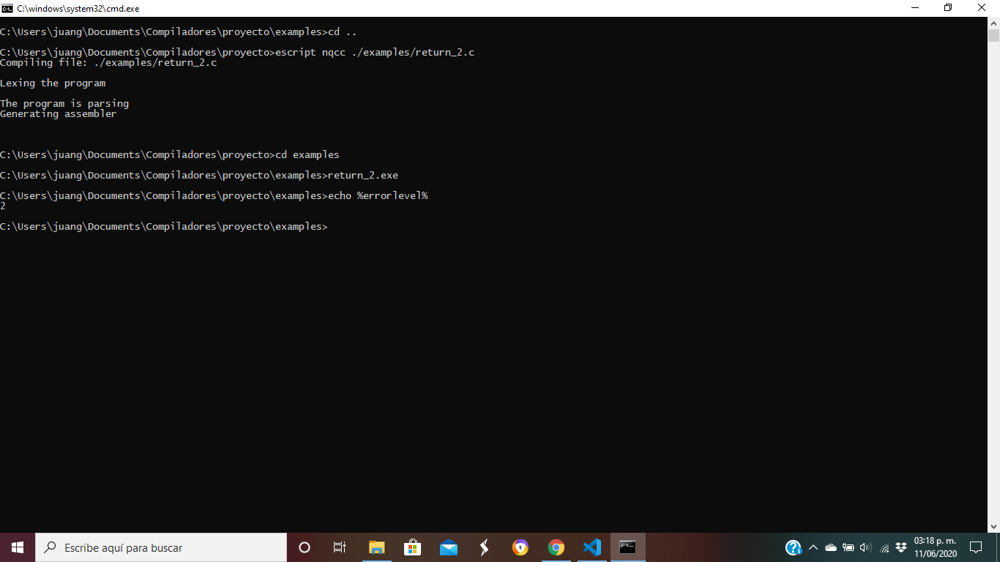 C:\windows\system32\cmd.exe
C:\Users\juang\Documents\Compiladores\proyecto\examples>cd ..
C:\Users\juang\Documents\Compiladores\proyecto>escript nqcc ./examples/return_2.c
Compiling file: ./examples/return_2.c
Lexing the program
The program is parsing
Generating assembler
C:\Users\juang\Documents\Compiladores\proyecto>cd examples
C:\Users\juang\Documents\Compiladores\proyecto\examples>return_2.exe
C:\Users\juang\Documents\Compiladores\proyecto\examples>echo %errorlevel%
2
C:\Users\juang\Documents\Compiladores\proyecto\examples>
Escribe aquí para buscar
03:18 p. m.
11/06/2020